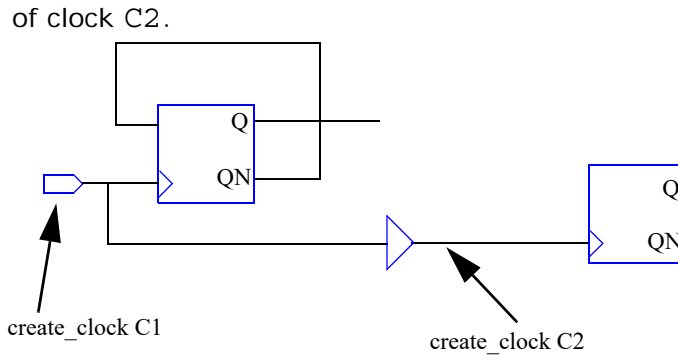 of clock C2.
Q
QN
Q
QN
create_clock C1
create_clock C2